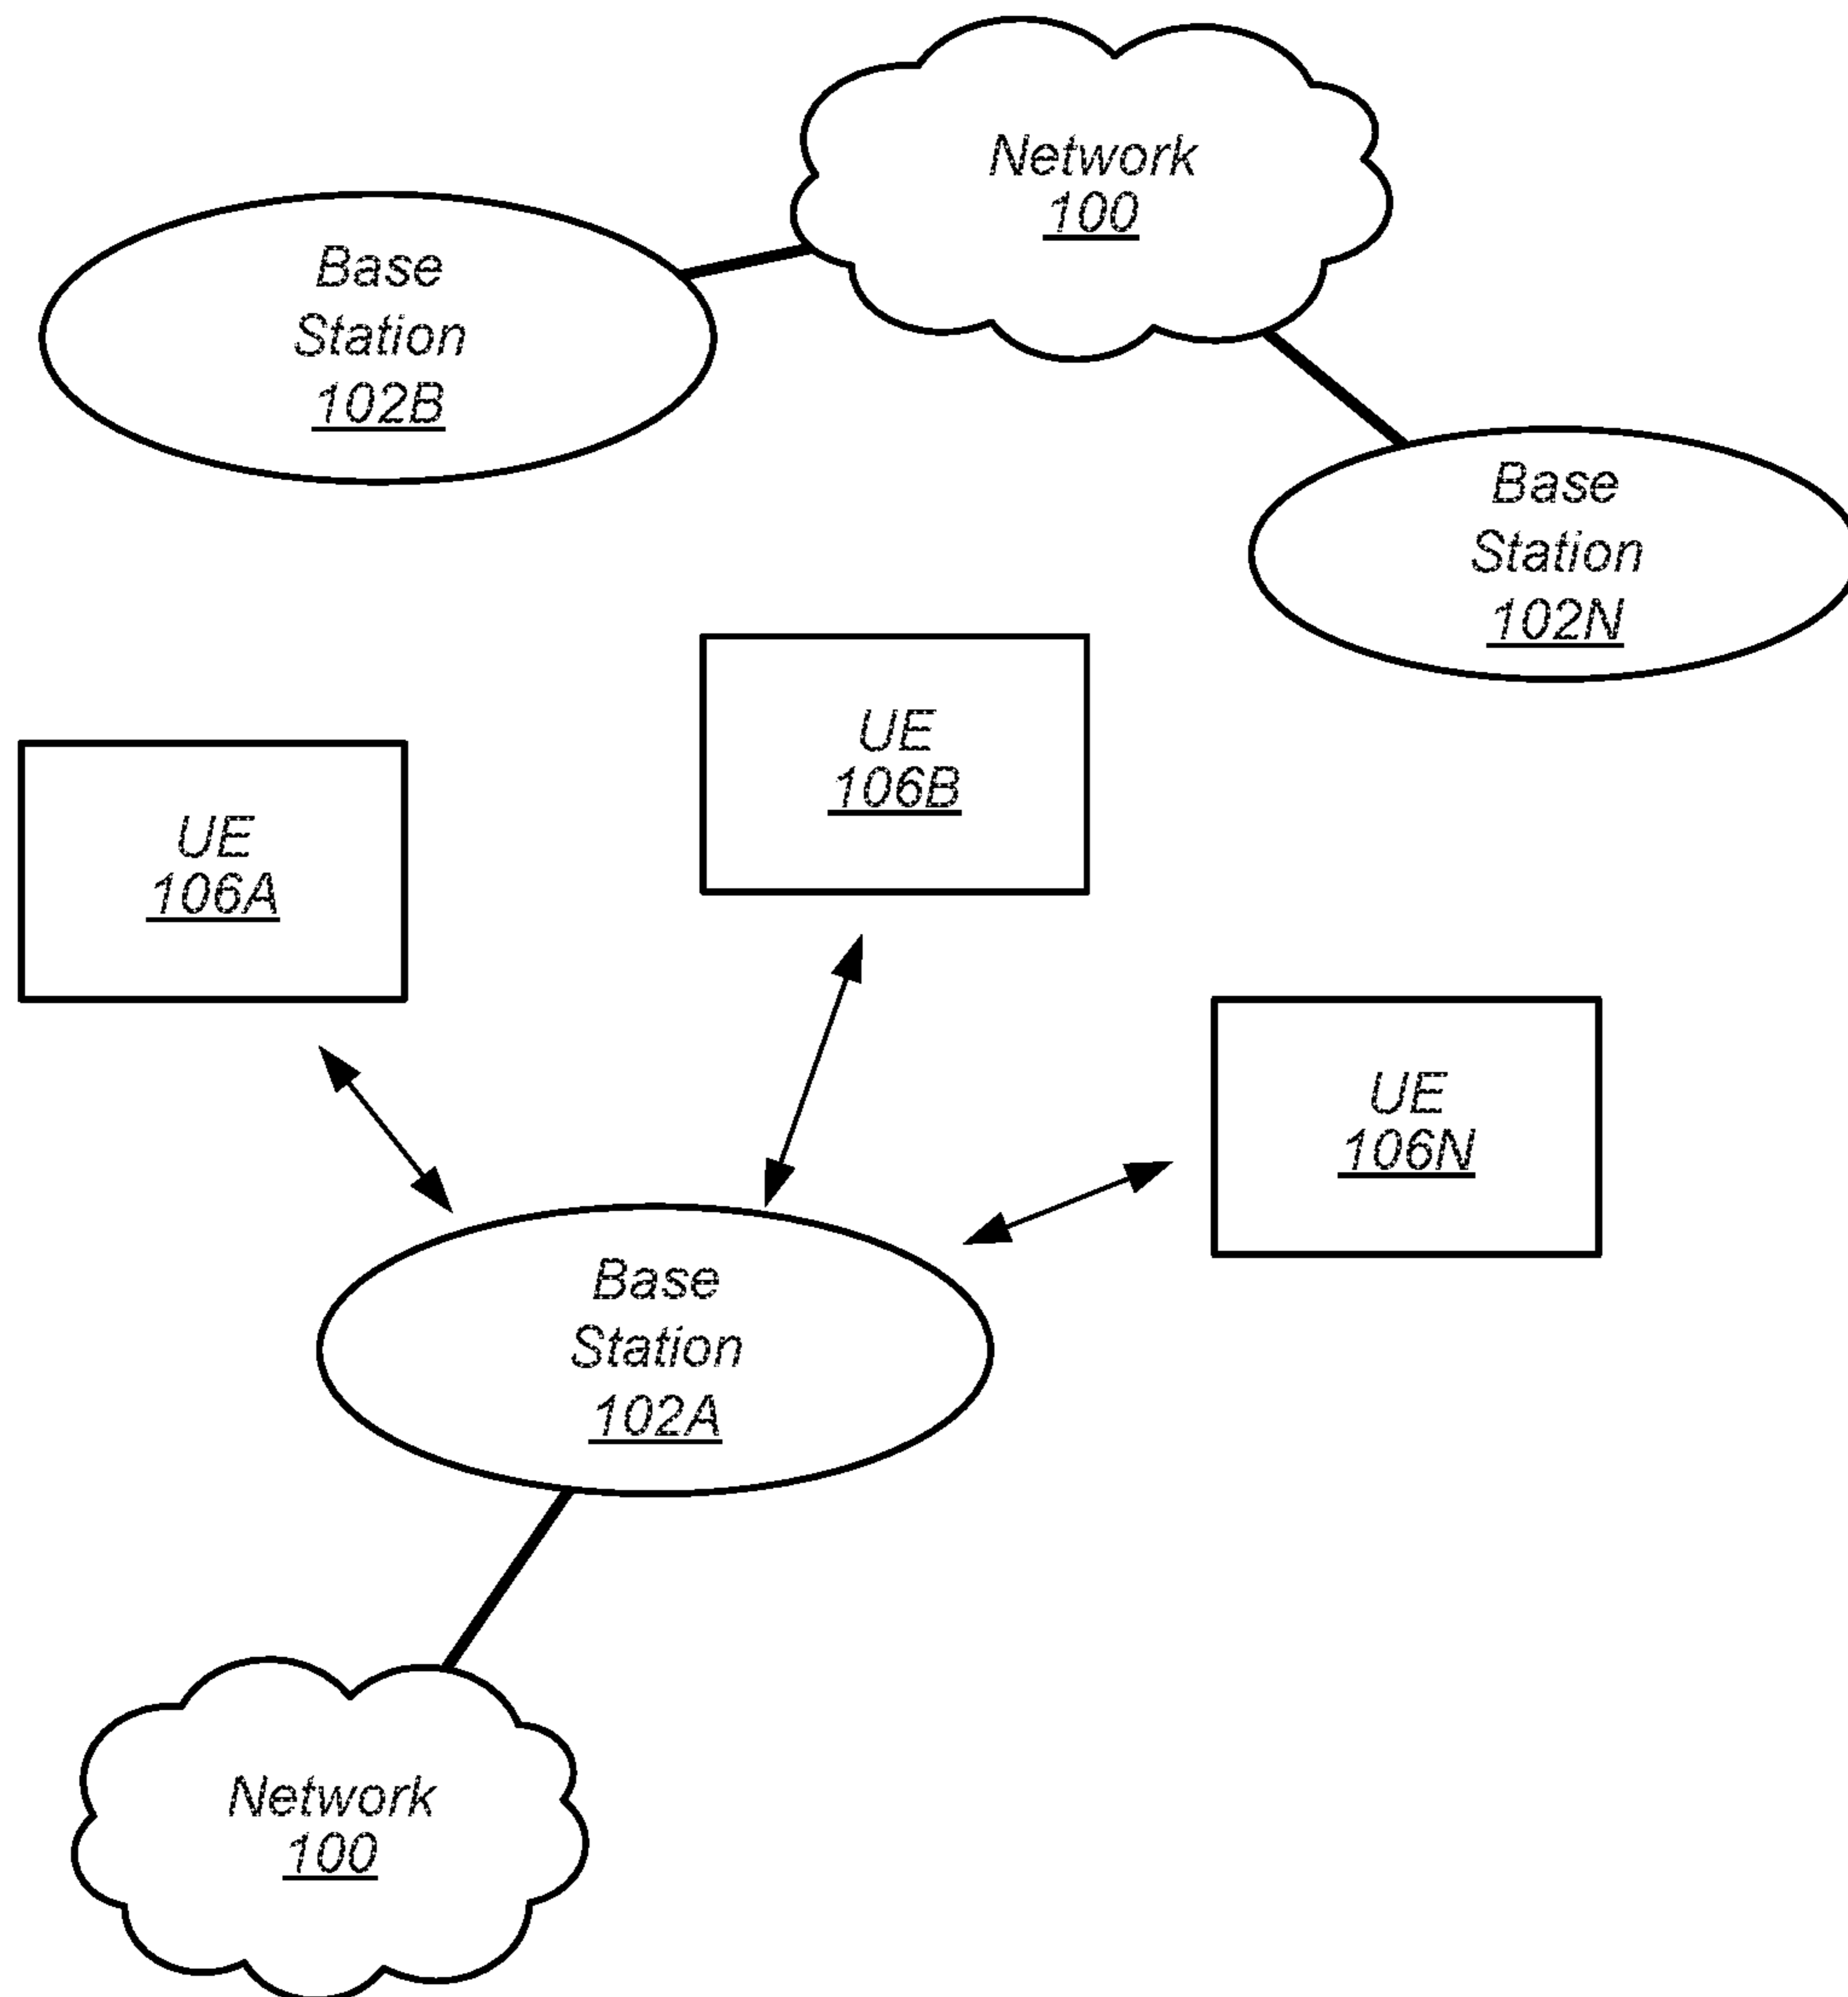 Network
100
Base
Station
102B
Base
Station
102N
UE
106B
UE
106A
UE
106N
Base
Station
102A
Network
100